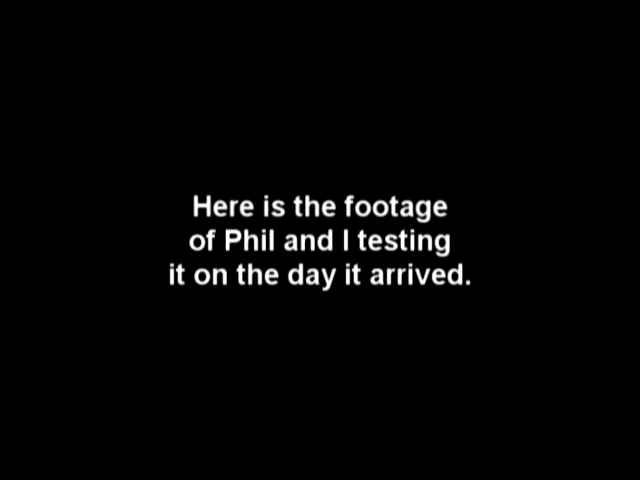 Here is the footage
of Phil and I testing
it on the day it arrived.